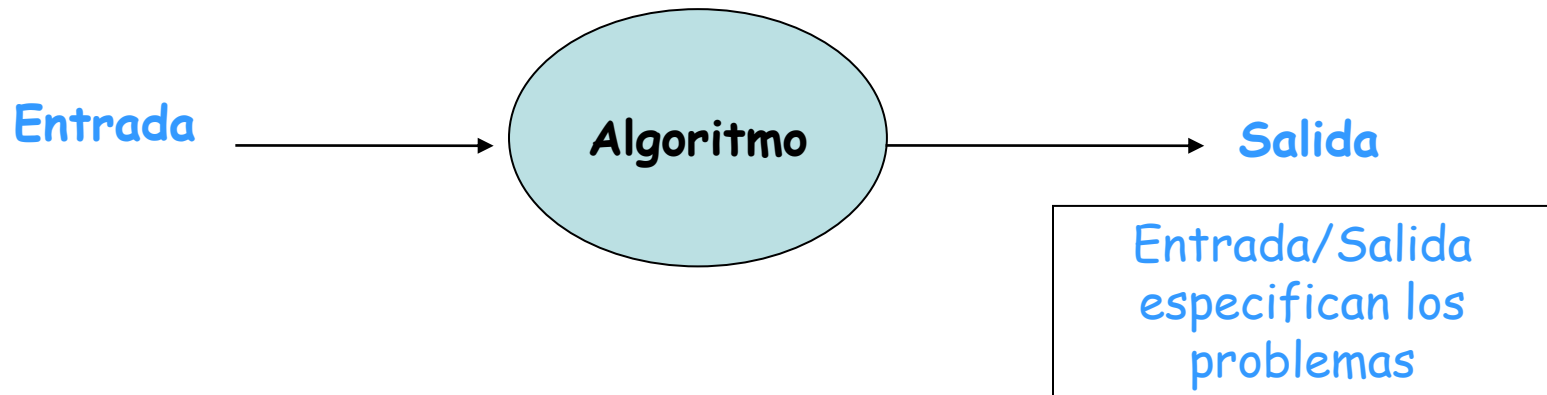 Entrada
Algoritmo
Salida
Entrada/Salida
especifican los
problemas